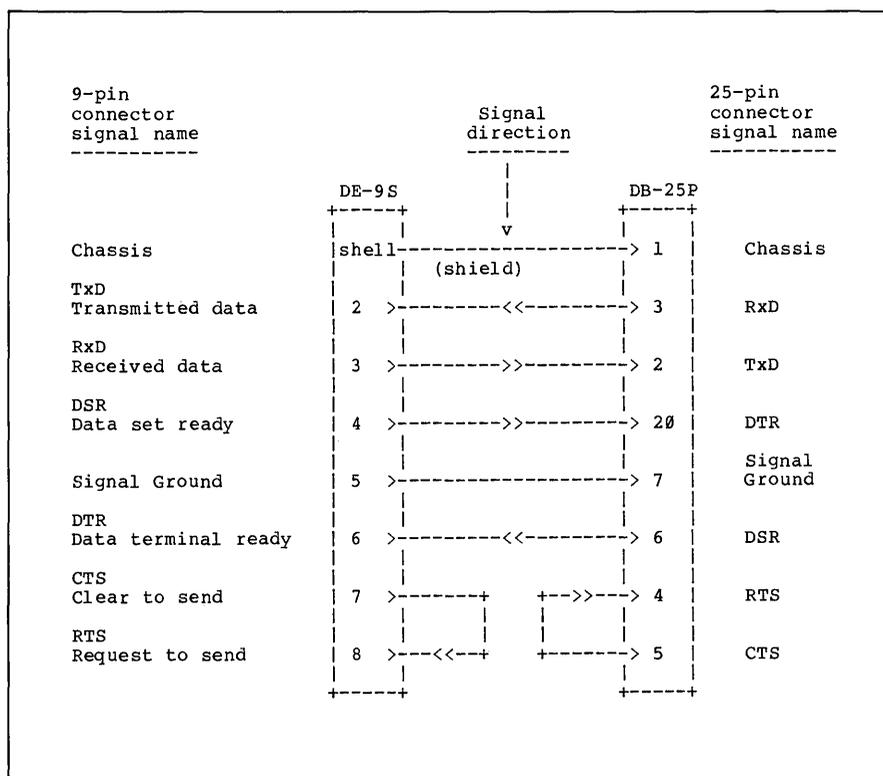 9-pin connector signal name
-----------
Signal direction
---------
25-pin connector signal name
-----------
DE-9S DB-25P
+------+ +------+
v
Chassis |shell------------------------> 1 Chassis
(shield)
TxD
Transmitted data 2 >---------<<---------> 3 RxD
RxD
Received data 3 >--------->>---------> 2 TxD
DSR
Data set ready 4 >--------->>---------> 20 DTR
Signal
Signal Ground 5 >--------------------> 7 Ground
DTR
Data terminal ready 6 >---------<<---------> 6 DSR
CTS
Clear to send 7 >-------+ +-->>---> 4 RTS
RTS
Request to send 8 >---<<--+ +-------> 5 CTS
+------+ +------+